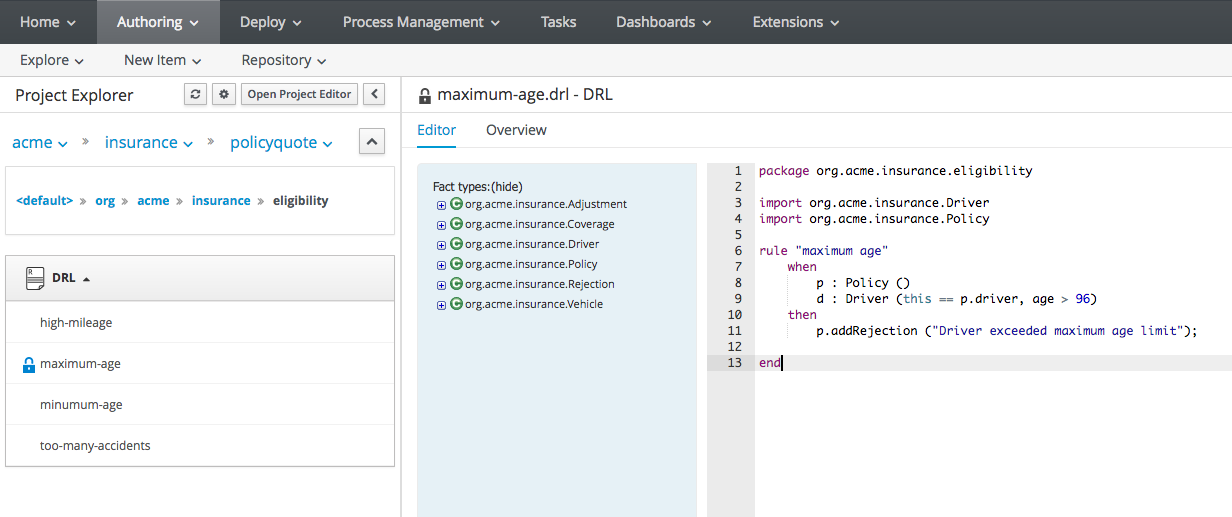 Home Authoring Deploy Process Management Tasks Dashboards Extensions
Explore New Item Repository
Project Explorer Open Project Editor
acme » insurance » policyquote
<default> » org » acme » insurance » eligibility
R DRL
high-mileage
maximum-age
minumum-age
too-many-accidents
maximum-age.drl - DRL
Editor Overview
Fact types:(hide)
C org.acme.insurance.Adjustment
C org.acme.insurance.Coverage
C org.acme.insurance.Driver
C org.acme.insurance.Policy
C org.acme.insurance.Rejection
C org.acme.insurance.Vehicle
1 package org.acme.insurance.eligibility
2
3 import org.acme.insurance.Driver
4 import org.acme.insurance.Policy
5
6 rule "maximum age"
7 when
8 p : Policy ()
9 d : Driver (this == p.driver, age > 96)
10 then
11 p.addRejection ("Driver exceeded maximum age limit");
12
13 end